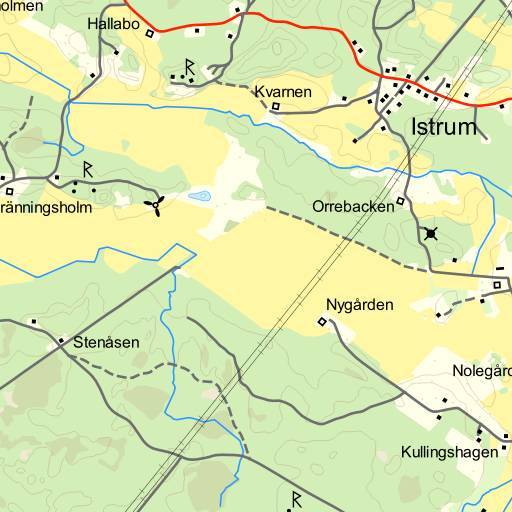 olmen
Hallabo
R
Kvarnen
Istrum
R
ränningsholm
Orrebacken
Nygården
Stenåsen
Nolegård
Kullingshagen
R